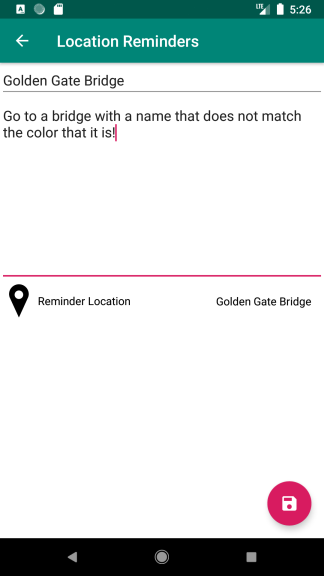 LTE 5:26
Location Reminders
Golden Gate Bridge
Go to a bridge with a name that does not match
the color that it is!
Reminder Location Golden Gate Bridge